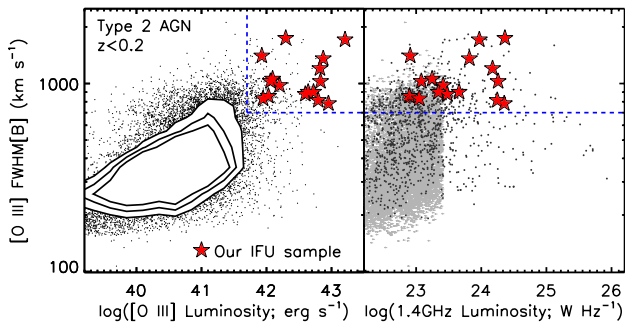 Type 2 AGN
z<0.2
1000
100
[O III] FWHM[B] (km s⁻¹)
Our IFU sample
40 41 42 43
23 24 25 26
log([O III] Luminosity; erg s⁻¹)
log(1.4GHz Luminosity; W Hz⁻¹)